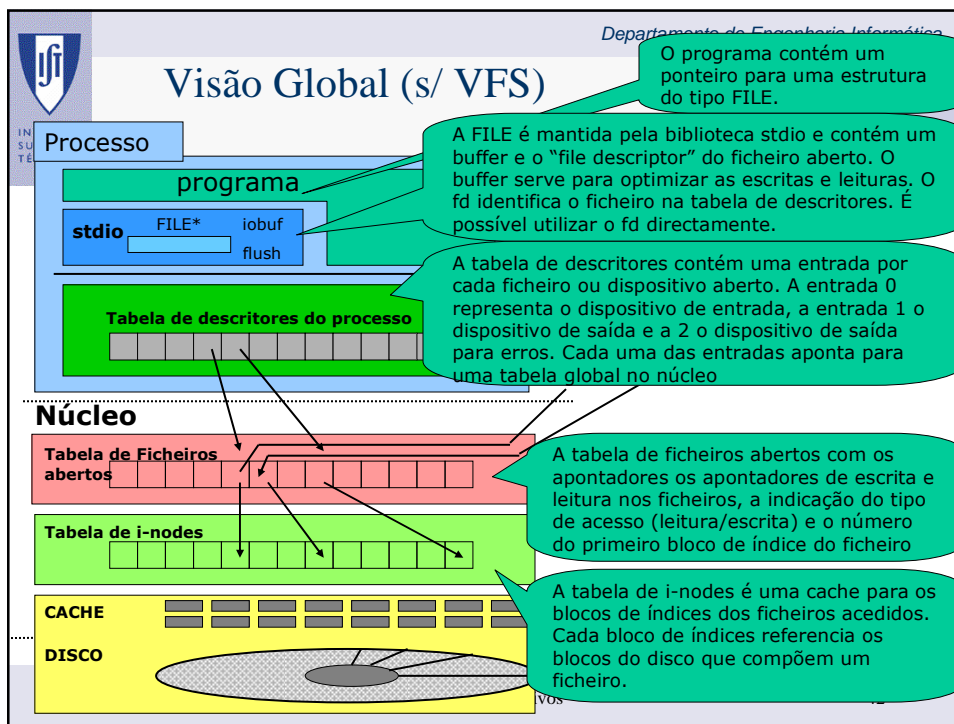 Departamento de Engenharia Informática
Visão Global (s/ VFS)
O programa contém um
ponteiro para uma estrutura
do tipo FILE.
IN
SU
TÉ
Processo
A FILE é mantida pela biblioteca stdio e contém um
buffer e o “file descriptor” do ficheiro aberto. O
buffer serve para optimizar as escritas e leituras. O
fd identifica o ficheiro na tabela de descritores. É
possível utilizar o fd directamente.
programa
stdio
FILE*
iobuf
flush
A tabela de descritores contém uma entrada por
cada ficheiro ou dispositivo aberto. A entrada 0
representa o dispositivo de entrada, a entrada 1 o
dispositivo de saída e a 2 o dispositivo de saída
para erros. Cada uma das entradas aponta para
uma tabela global no núcleo
Tabela de descritores do processo
Núcleo
Tabela de Ficheiros
abertos
A tabela de ficheiros abertos com os
apontadores os apontadores de escrita e
leitura nos ficheiros, a indicação do tipo
de acesso (leitura/escrita) e o número
do primeiro bloco de índice do ficheiro
Tabela de i-nodes
A tabela de i-nodes é uma cache para os
blocos de índices dos ficheiros acedidos.
Cada bloco de índices referencia os
blocos do disco que compõem um
ficheiro.
CACHE
DISCO